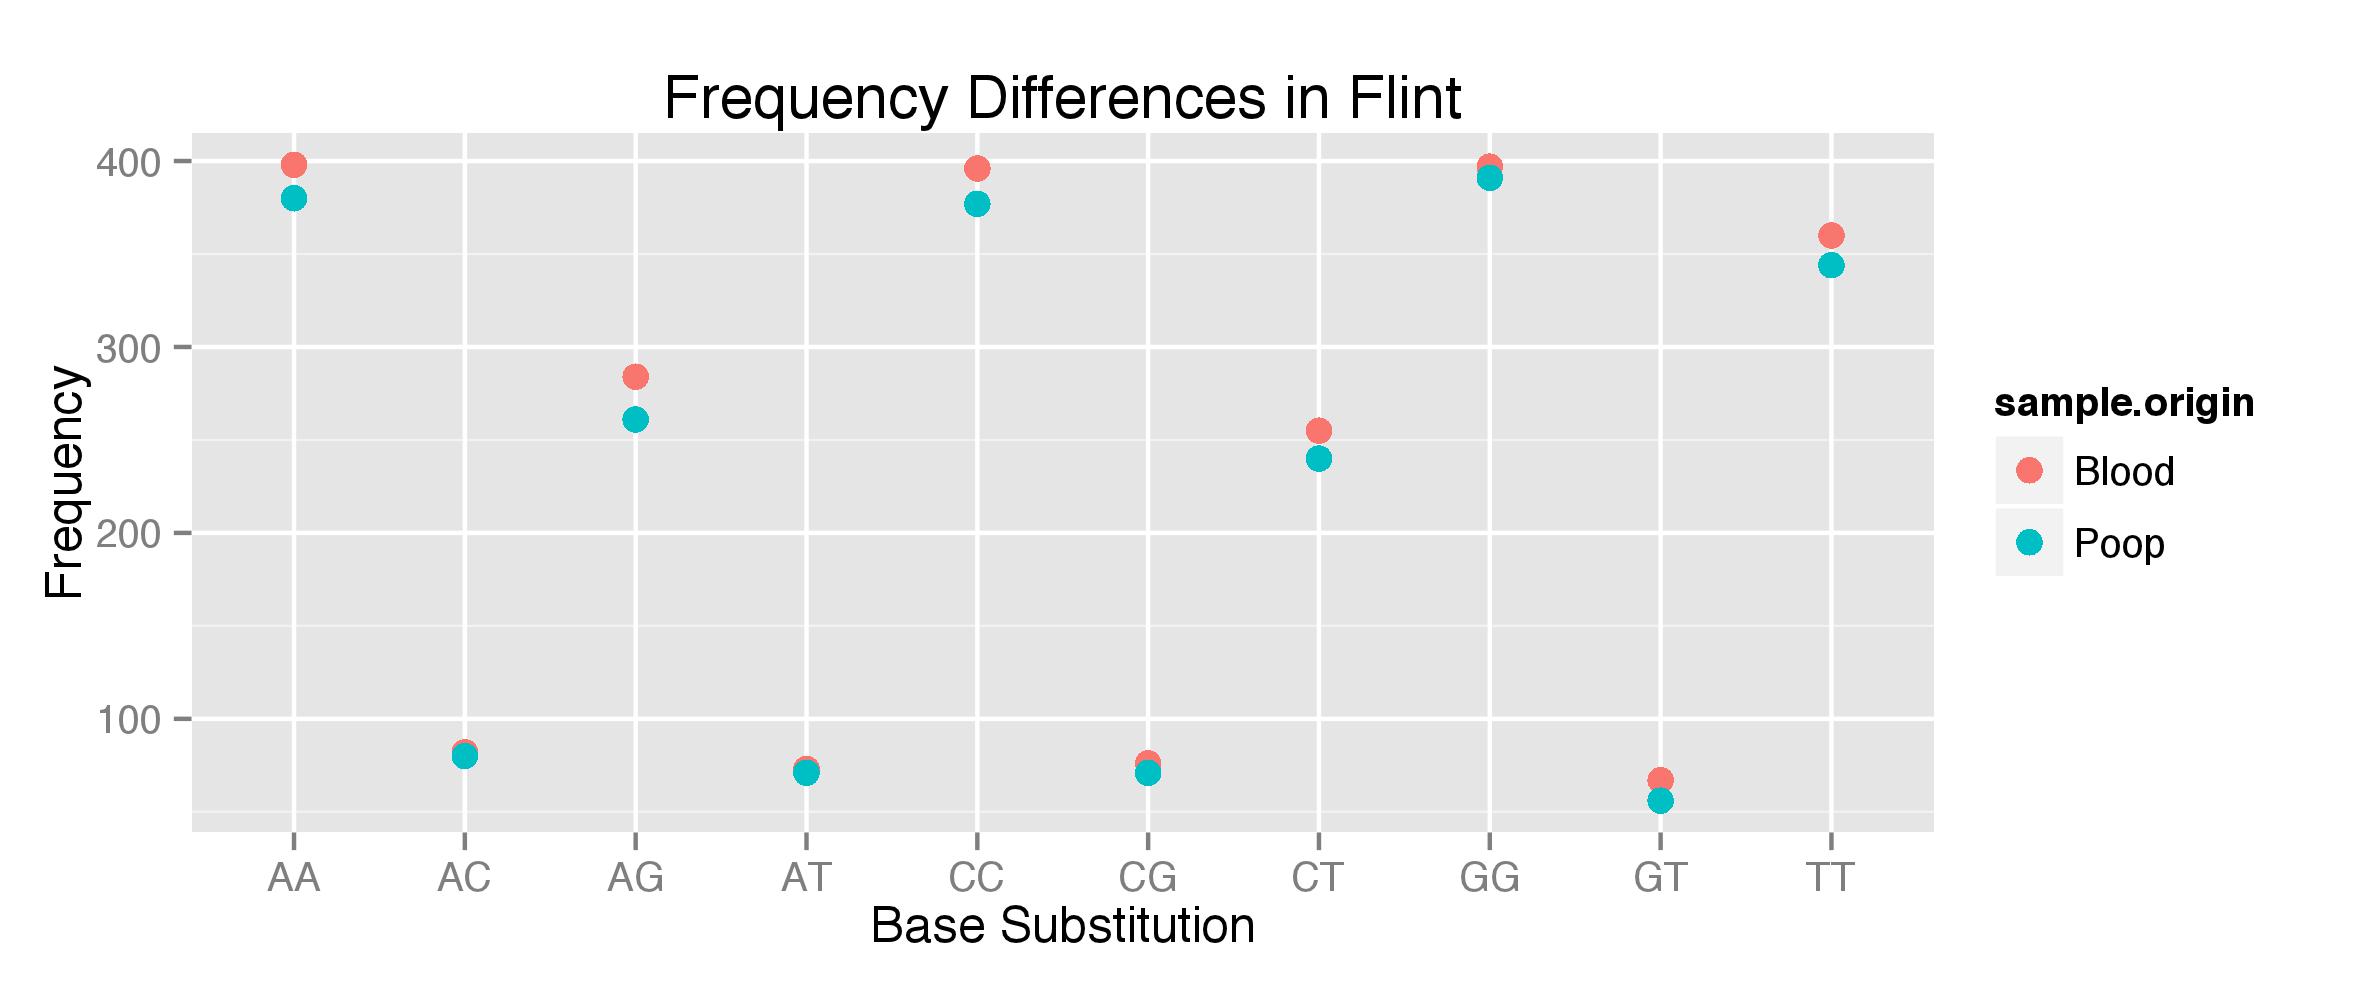 Frequency Differences in Flint
Frequency
400
300
200
100
AA AC AG AT CC CG CT GG GT TT
Base Substitution
sample.origin
Blood
Poop